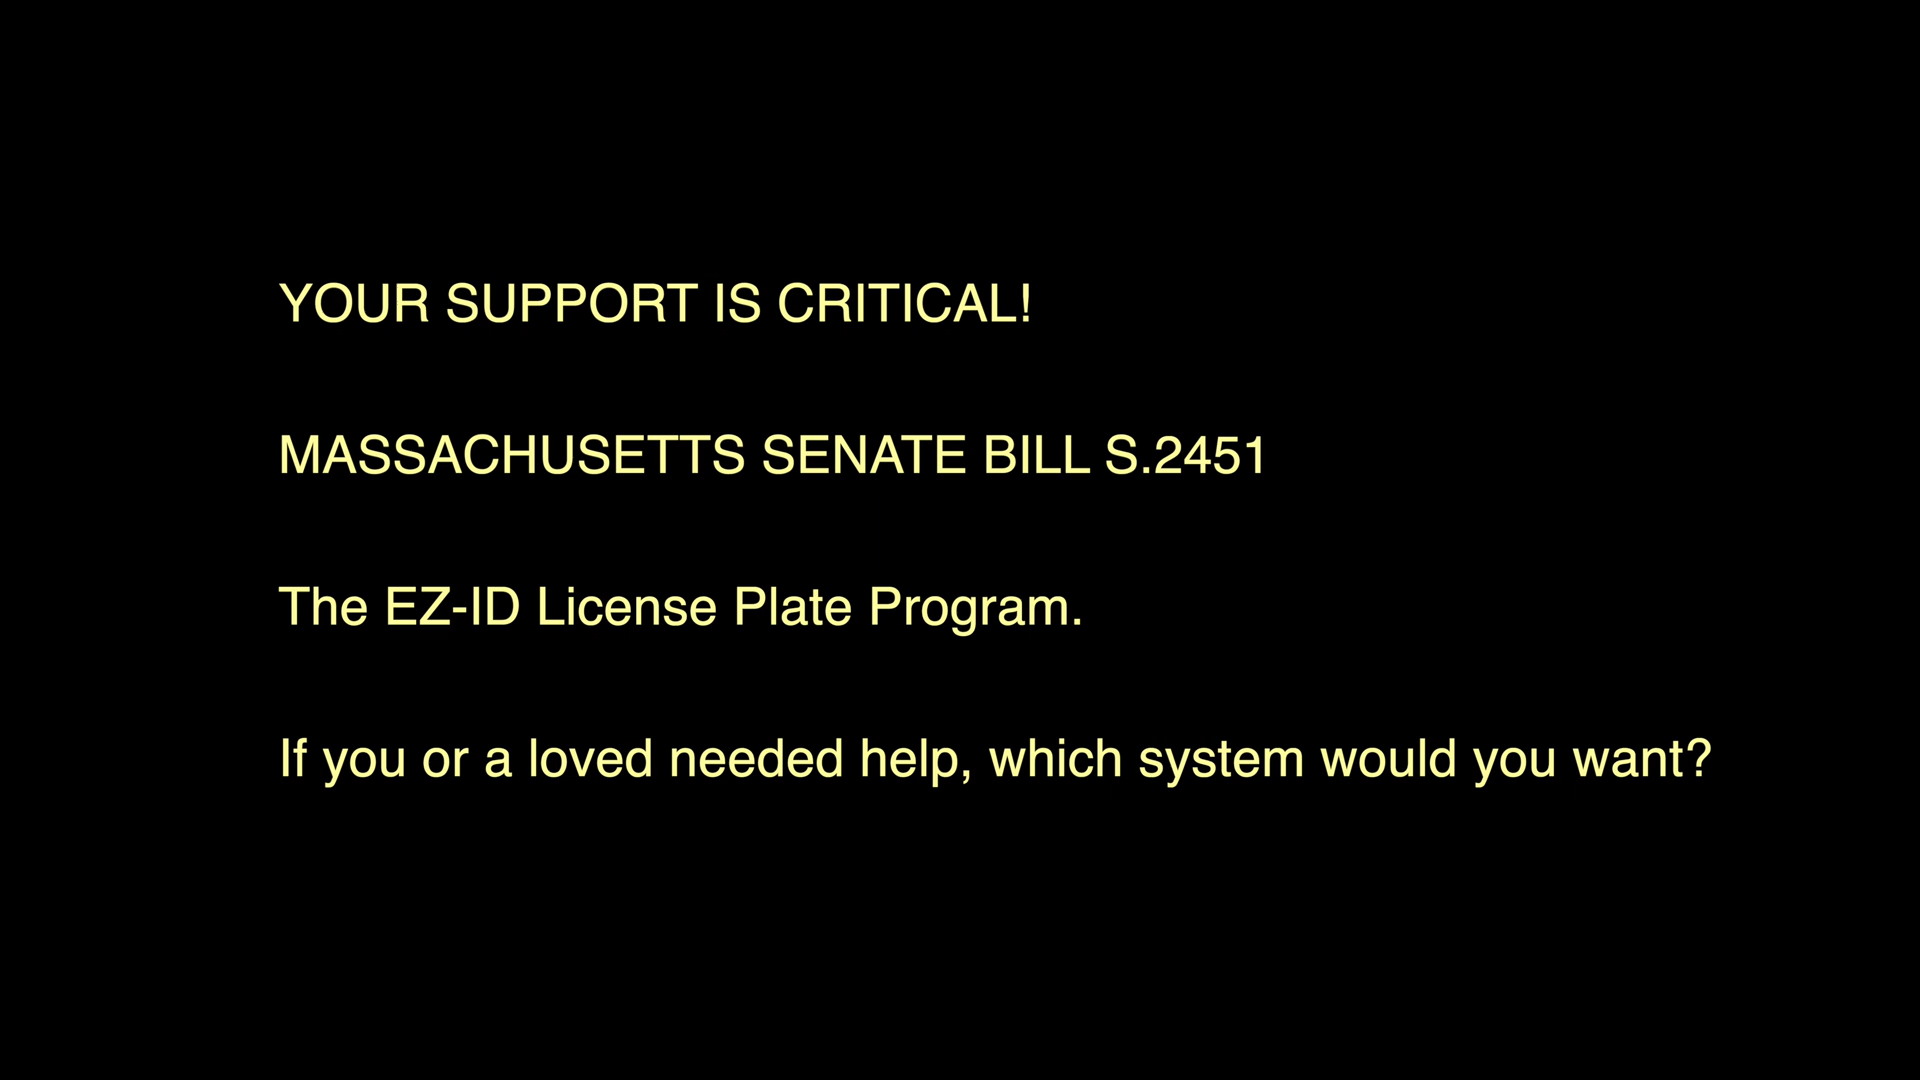 YOUR SUPPORT IS CRITICAL!
MASSACHUSETTS SENATE BILL S.2451
The EZ-ID License Plate Program.
If you or a loved needed help, which system would you want?